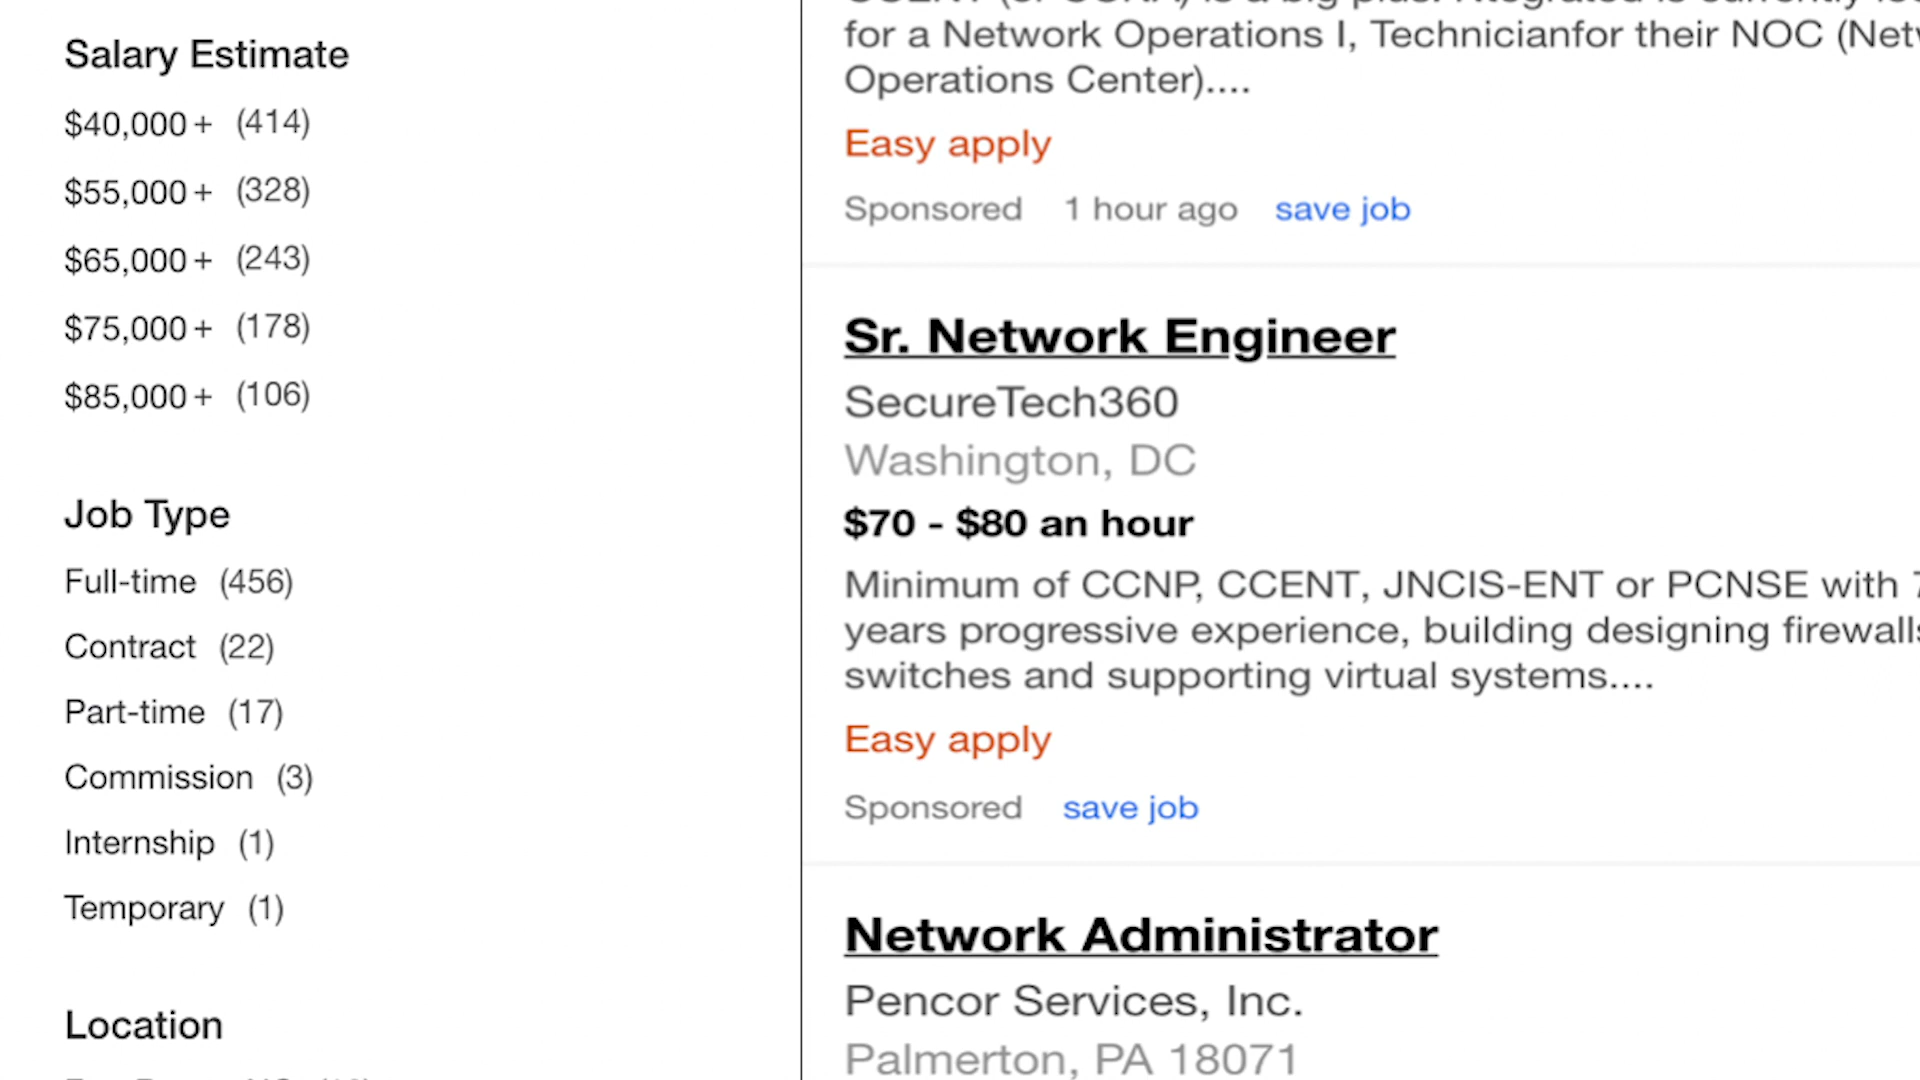 Salary Estimate
$40,000+ (414)
$55,000+ (328)
$65,000+ (243)
$75,000+ (178)
$85,000+ (106)
Job Type
Full-time (456)
Contract (22)
Part-time (17)
Commission (3)
Internship (1)
Temporary (1)
Location
for a Network Operations I, Technicianfor their NOC
Operations Center)....
Easy apply
Sponsored 1 hour ago save job
Sr. Network Engineer
SecureTech360
Washington, DC
$70 - $80 an hour
Minimum of CCNP, CCENT, JNCIS-ENT or PCNSE with
years progressive experience, building designing firewalls
switches and supporting virtual systems....
Easy apply
Sponsored save job
Network Administrator
Pencor Services, Inc.
Palmerton, PA 18071